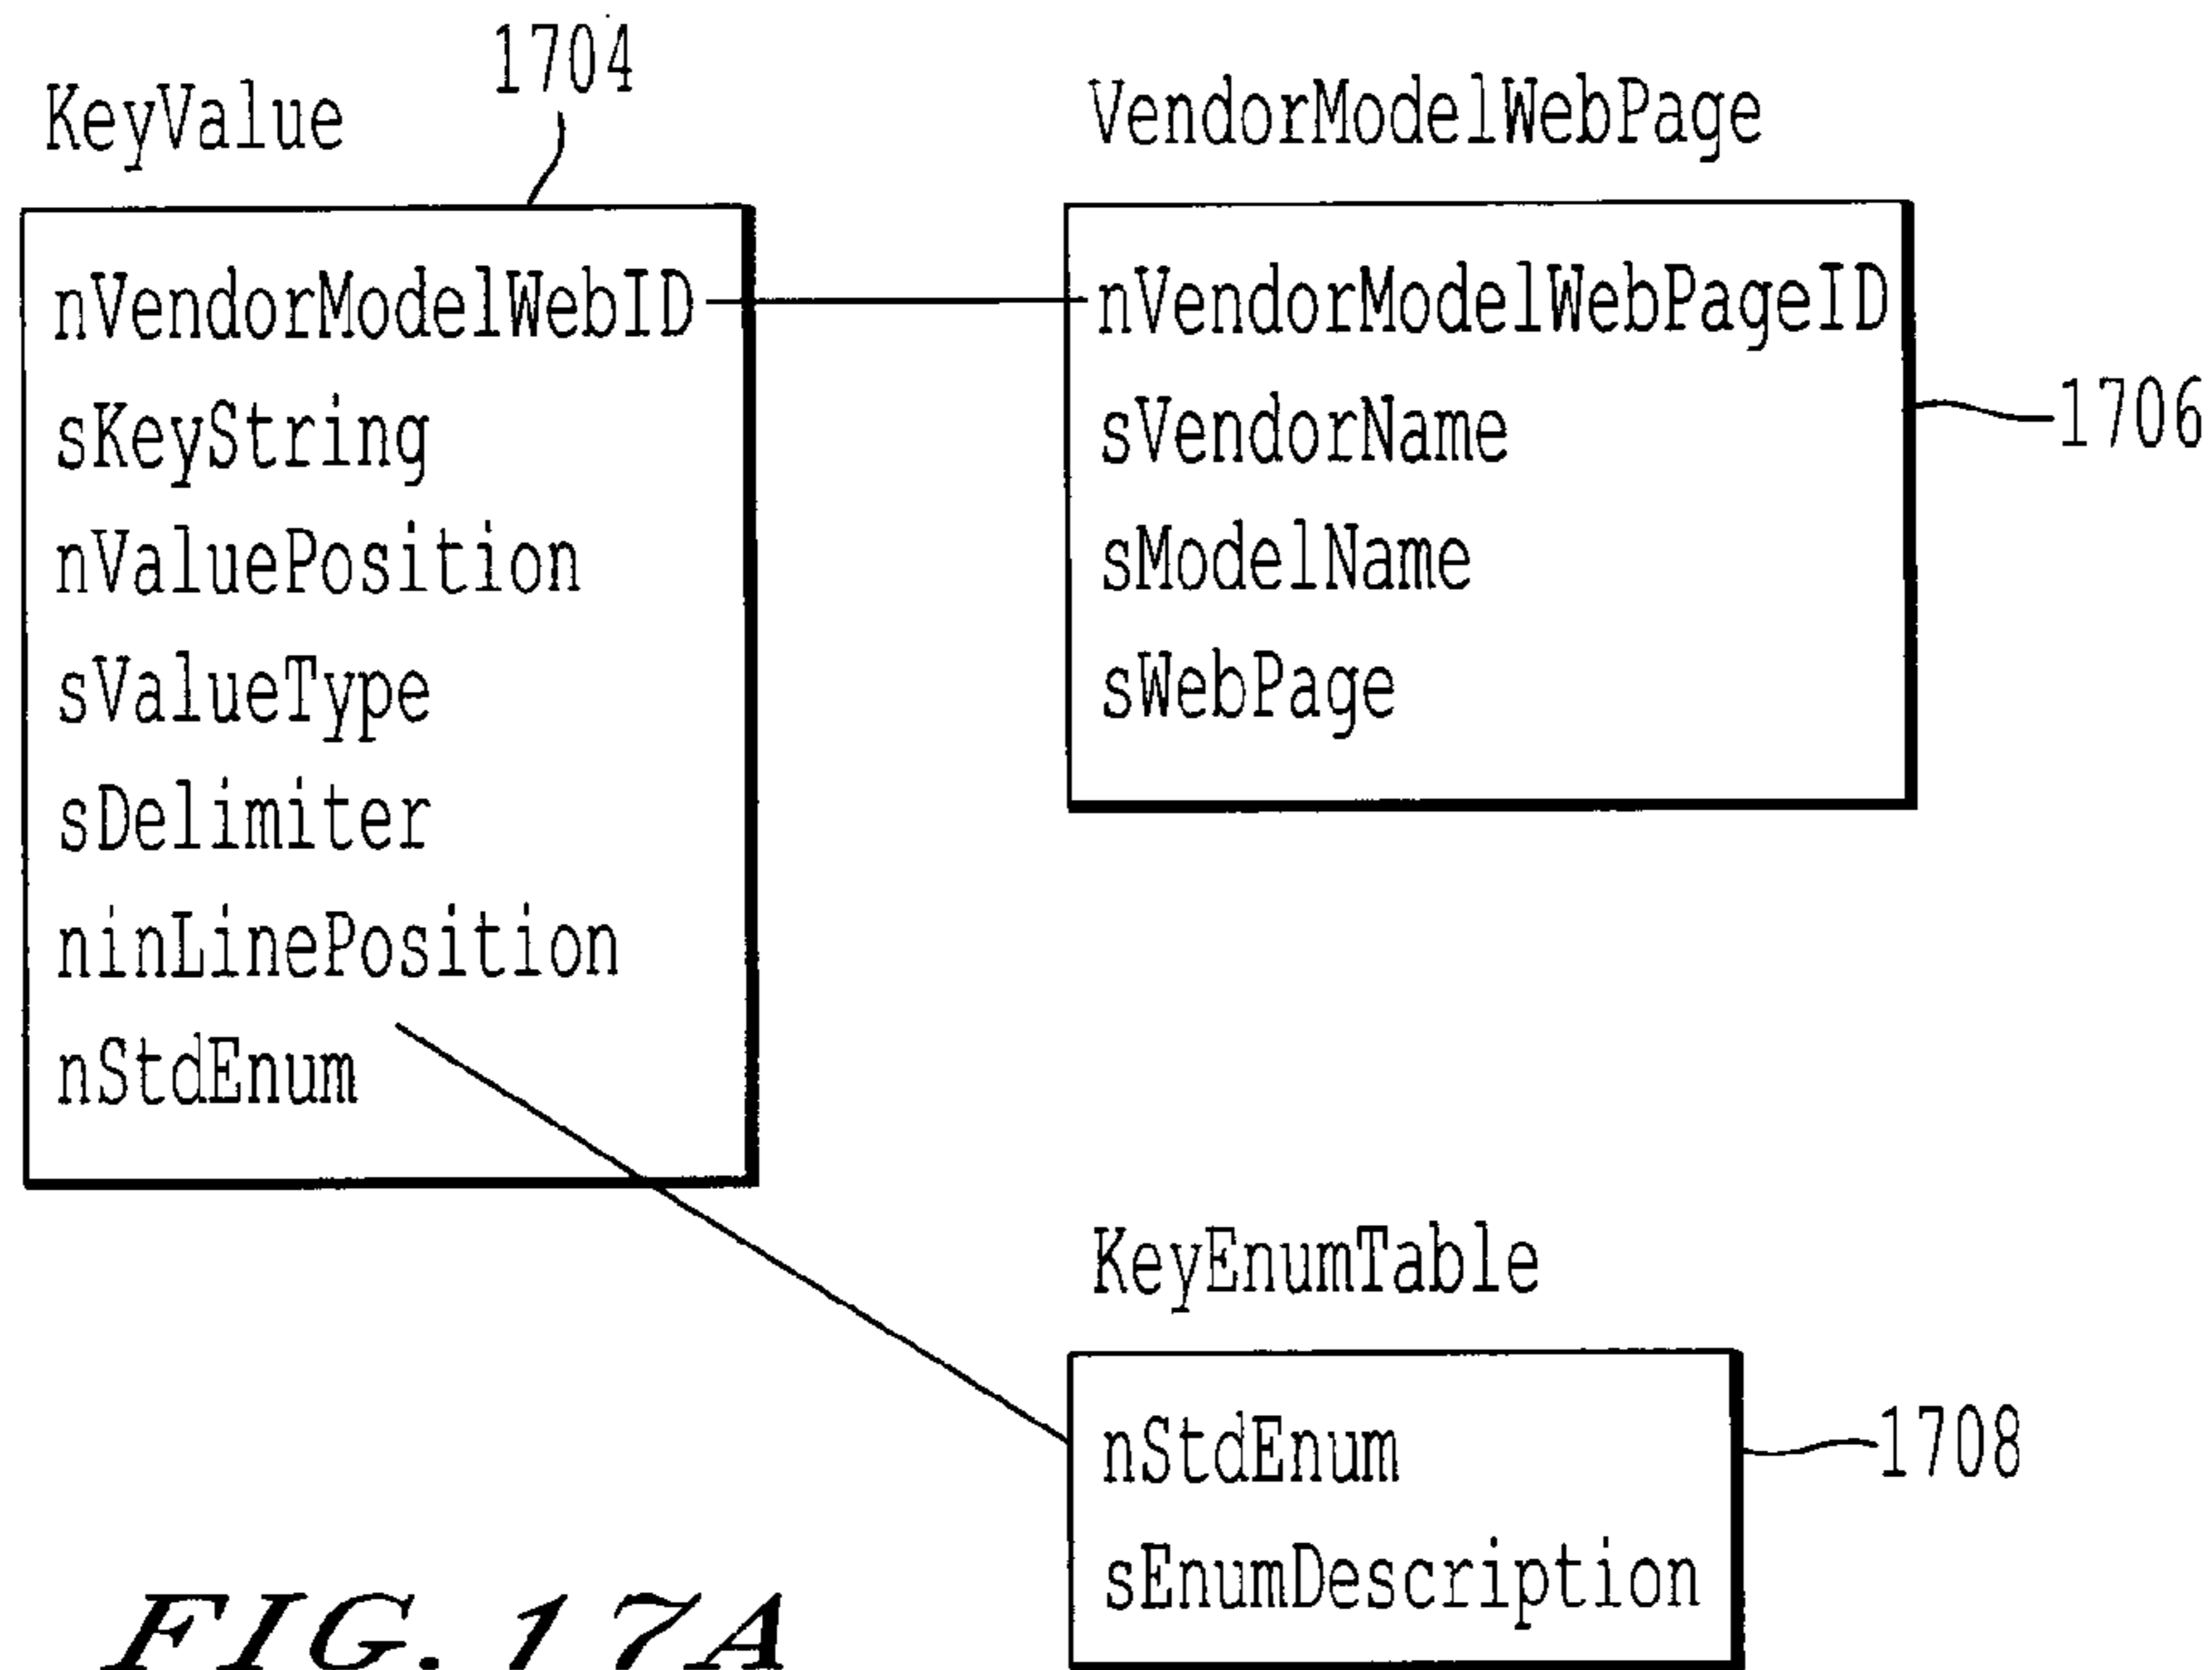 1704
KeyValue
nVendorModelWebID
sKeyString
nValuePosition
sValueType
sDelimiter
ninLinePosition
nStdEnum
VendorModelWebPage
nVendorModelWebPageID
sVendorName
sModelName
sWebPage
1706
KeyEnumTable
nStdEnum
sEnumDescription
1708
FIG. 17A